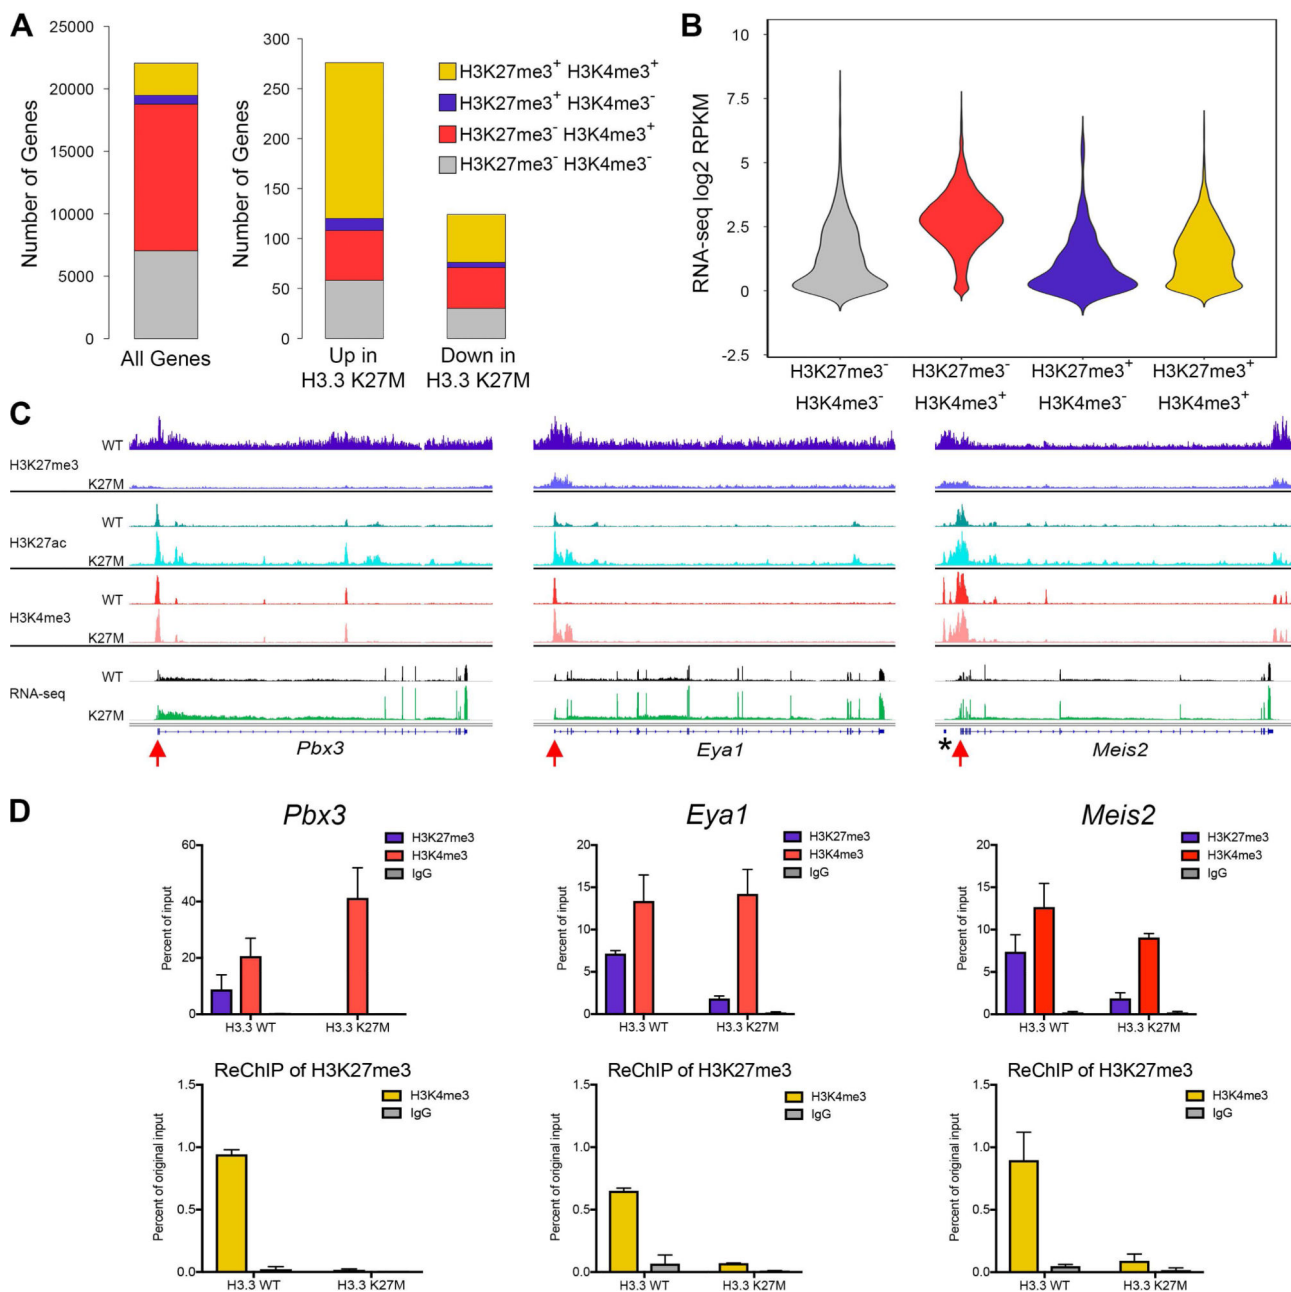 A
25000
20000
15000
10000
5000
0
Number of Genes
All Genes
300
250
200
150
100
50
0
Number of Genes
Up in
H3.3 K27M
Down in
H3.3 K27M
H3K27me3+ H3K4me3+
H3K27me3+ H3K4me3-
H3K27me3- H3K4me3+
H3K27me3- H3K4me3-
B
10
7.5
5
2.5
0
-2.5
RNA-seq log2 RPKM
H3K27me3- H3K27me3- H3K27me3+ H3K27me3+
H3K4me3- H3K4me3+ H3K4me3- H3K4me3+
C
WT
H3K27me3
K27M
WT
H3K27ac
K27M
WT
H3K4me3
K27M
WT
RNA-seq
K27M
Pbx3 Eya1 * Meis2
D
Pbx3
H3K27me3
H3K4me3
IgG
60
40
20
0
Percent of input
H3.3 WT H3.3 K27M
Eya1
H3K27me3
H3K4me3
IgG
20
15
10
5
0
Percent of input
H3.3 WT H3.3 K27M
Meis2
H3K27me3
H3K4me3
IgG
20
15
10
5
0
Percent of input
H3.3 WT H3.3 K27M
ReChIP of H3K27me3
H3K4me3
IgG
1.5
1.0
0.5
0.0
Percent of original input
H3.3 WT H3.3 K27M
ReChIP of H3K27me3
H3K4me3
IgG
1.5
1.0
0.5
0.0
Percent of original input
H3.3 WT H3.3 K27M
ReChIP of H3K27me3
H3K4me3
IgG
1.5
1.0
0.5
0.0
Percent of original input
H3.3 WT H3.3 K27M